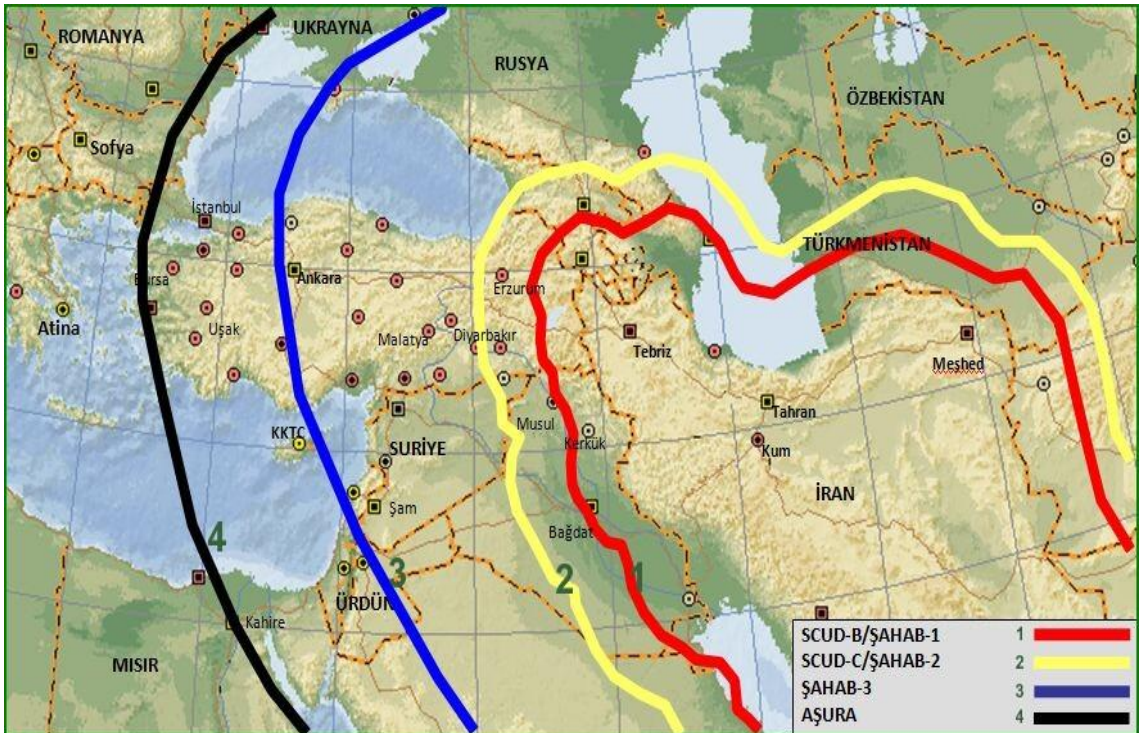 ROMANYA
UKRAYNA
RUSYA
ÖZBEKİSTAN
Sofya
İstanbul
TÜRKMENİSTAN
Bursa
Ankara
Erzurum
Atina
Uşak
Malatya
Diyarbakır
Tebriz
Meşhed
Tahran
Musul
KKTC
SURİYE
Kerkük
Kum
İRAN
Şam
Bağdat
4
3
2
1
ÜRDÜN
Kahire
MISIR
SCUD-B/ŞAHAB-1 1
SCUD-C/ŞAHAB-2 2
ŞAHAB-3 3
AŞURA 4